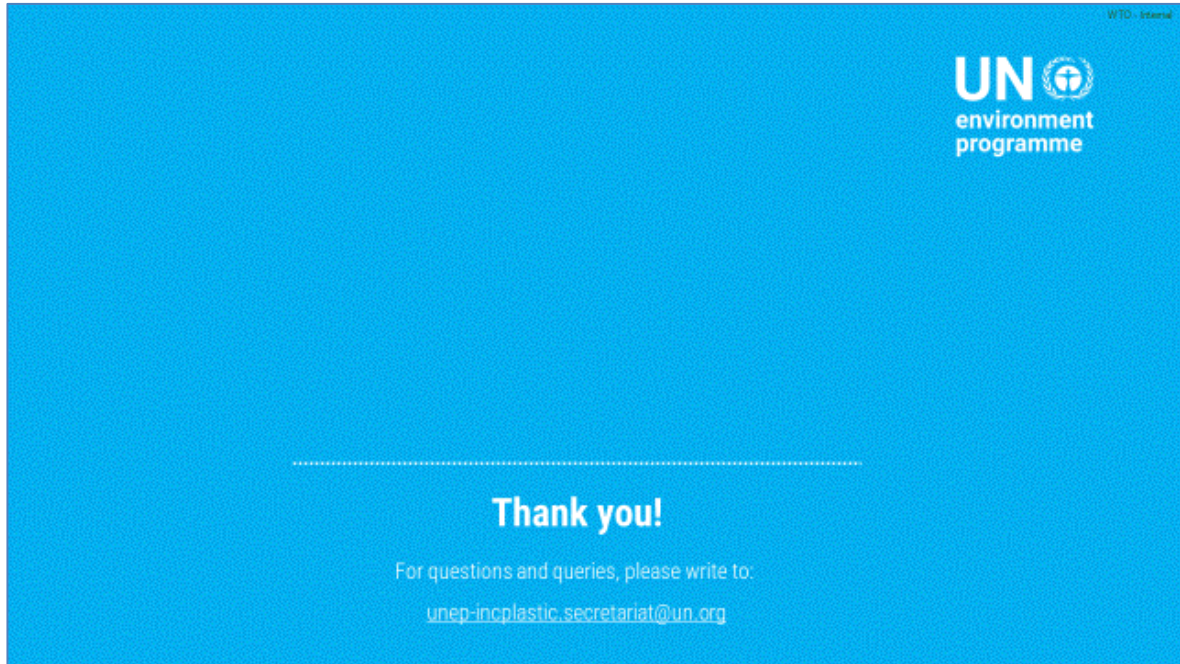 WTO - Internal
UN
environment
programme
Thank you!
For questions and queries, please write to:
unep-incplastic.secretariat@un.org